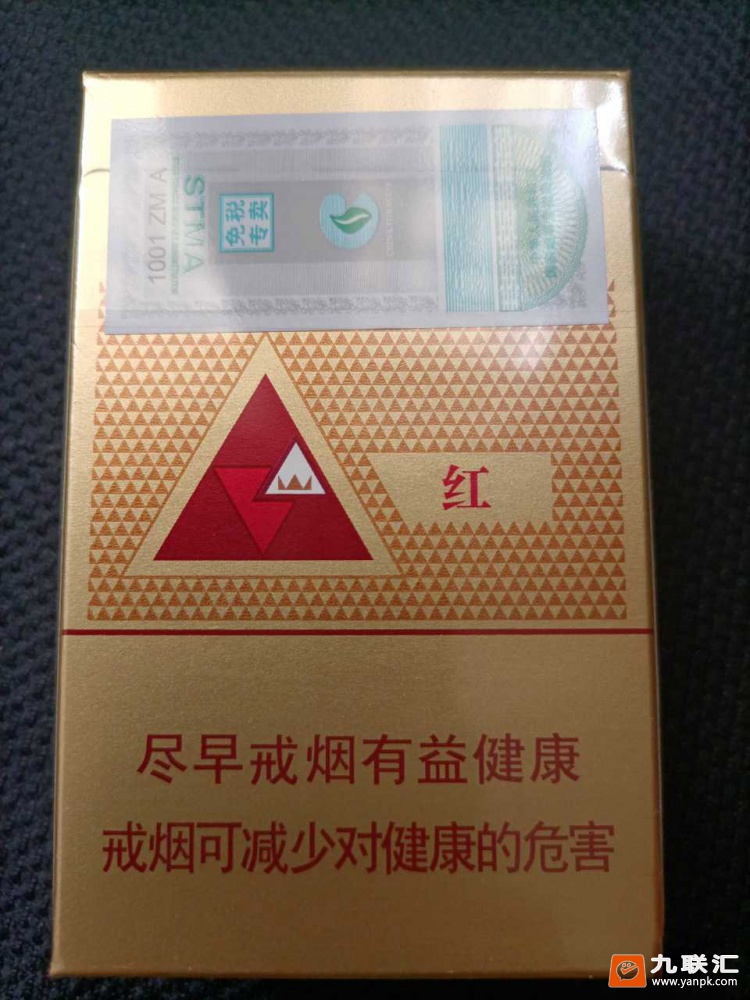 1001 ZM A
STMA
免税
专卖
红
尽早戒烟有益健康
戒烟可减少对健康的危害
九联汇
www.yanpk.com